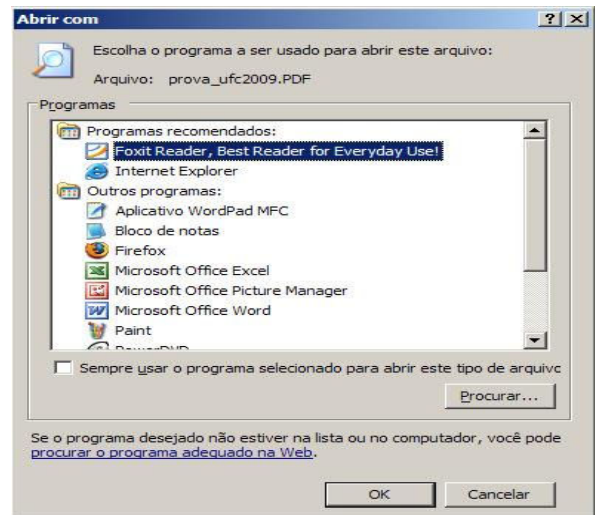 Abrir com
Escolha o programa a ser usado para abrir este arquivo:
Arquivo: prova_ufc2009.PDF
Programas
Programas recomendados:
Foxit Reader, Best Reader for Everyday Use!
Internet Explorer
Outros programas:
Aplicativo WordPad MFC
Bloco de notas
Firefox
Microsoft Office Excel
Microsoft Office Picture Manager
Microsoft Office Word
Paint
Sempre usar o programa selecionado para abrir este tipo de arquivo
Procurar...
Se o programa desejado não estiver na lista ou no computador, você pode
procurar o programa adequado na Web.
OK Cancelar